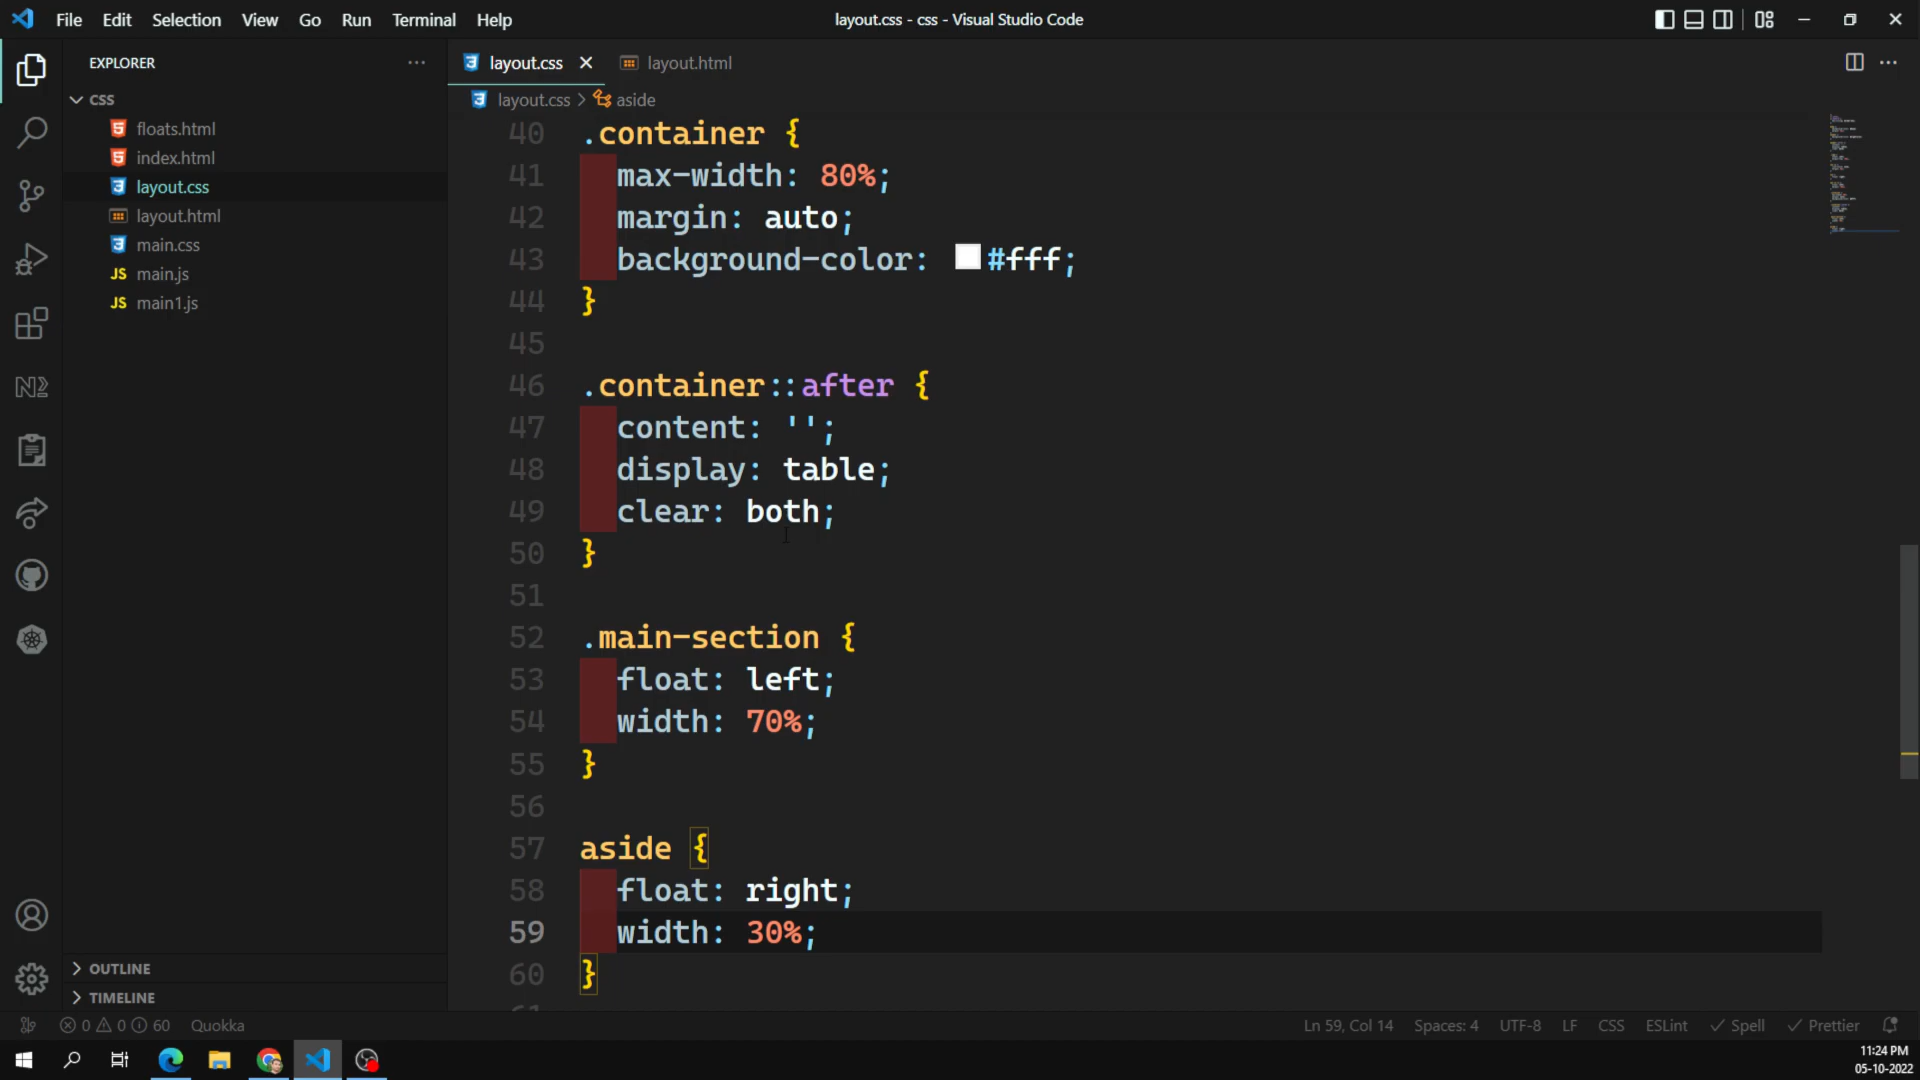 File Edit Selection View Go Run Terminal Help
layout.css - css - Visual Studio Code
EXPLORER
CSS
floats.html
index.html
layout.css
layout.html
main.css
JS main.js
JS main1.js
OUTLINE
TIMELINE
layout.css
layout.html
layout.css > aside
40 .container {
41 max-width: 80%;
42 margin: auto;
43 background-color: #fff;
44 }
45
46 .container::after {
47 content: '';
48 display: table;
49 clear: both;
50 }
51
52 .main-section {
53 float: left;
54 width: 70%;
55 }
56
57 aside {
58 float: right;
59 width: 30%;
60 }
0 0 60 Quokka
Ln 59, Col 14 Spaces: 4 UTF-8 LF CSS ESLint Spell Prettier
11:24 PM
05-10-2022